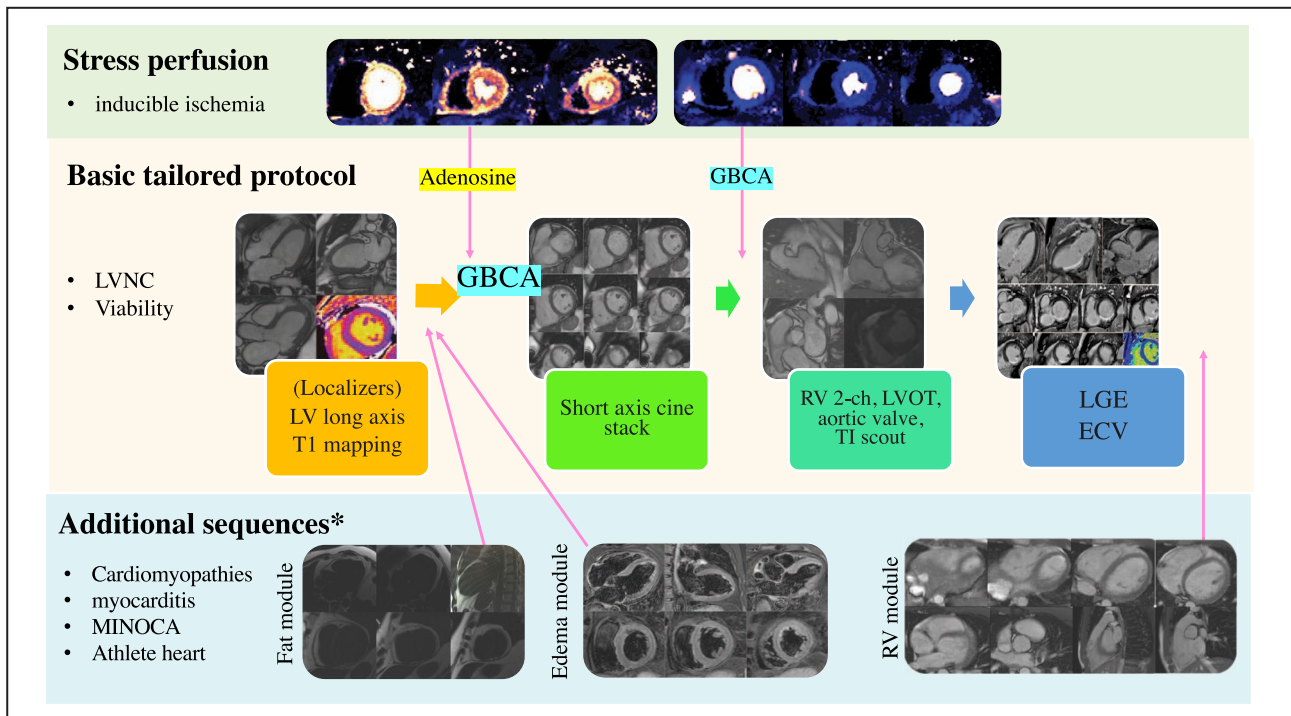 Stress perfusion
• inducible ischemia
Basic tailored protocol
Adenosine
GBCA
• LVNC
• Viability
GBCA
(Localizers)
LV long axis
T1 mapping
Short axis cine
stack
RV 2-ch, LVOT,
aortic valve,
TI scout
LGE
ECV
Additional sequences*
• Cardiomyopathies
• myocarditis
• MINOCA
• Athlete heart
Fat module
Edema module
RV module